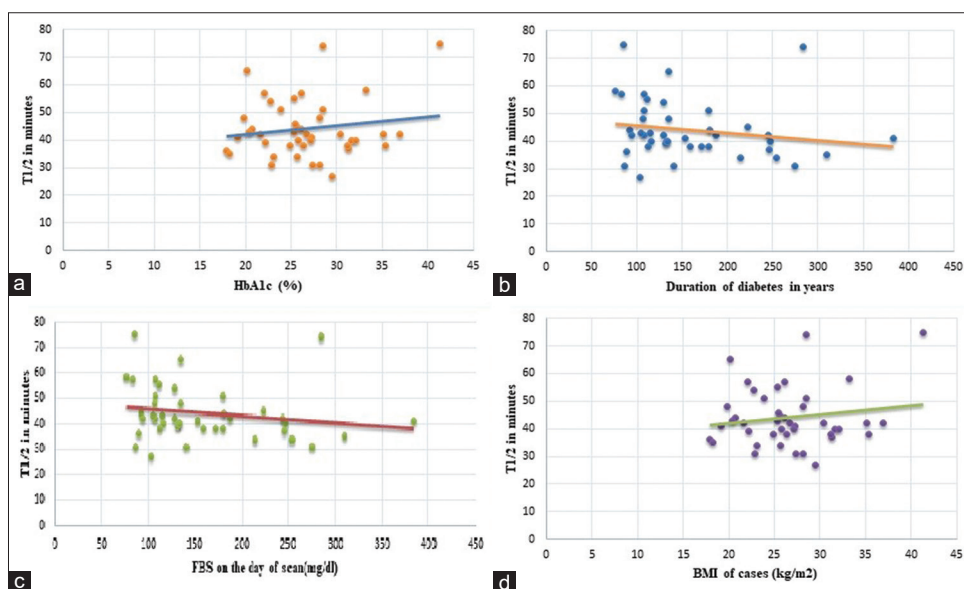 80
70
60
50
40
30
20
10
0
T1/2 in minutes
0 5 10 15 20 25 30 35 40 45
HbA1c (%)
a
80
70
60
50
40
30
20
10
0
T1/2 in minutes
0 50 100 150 200 250 300 350 400 450
Duration of diabetes in years
b
80
70
60
50
40
30
20
10
0
T1/2 in minutes
0 50 100 150 200 250 300 350 400 450
FBS on the day of scan(mg/dl)
c
80
70
60
50
40
30
20
10
0
T1/2 in minutes
0 5 10 15 20 25 30 35 40 45
BMI of cases (kg/m2)
d